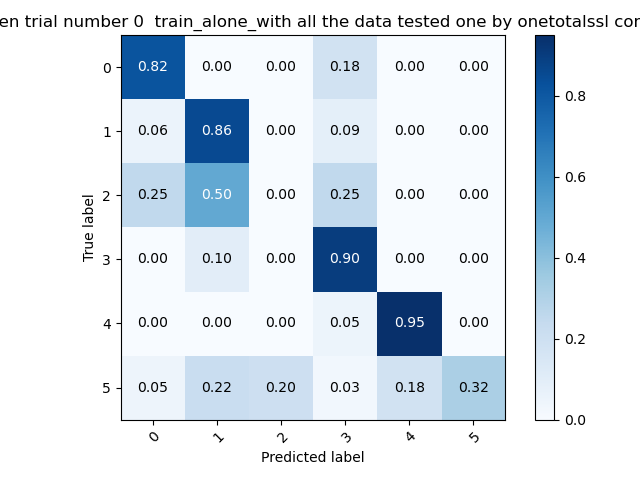 en trial number 0 train_alone_with all the data tested one by onetotalssl cor
0 0.82 0.00 0.00 0.18 0.00 0.00
1 0.06 0.86 0.00 0.09 0.00 0.00
2 0.25 0.50 0.00 0.25 0.00 0.00
3 0.00 0.10 0.00 0.90 0.00 0.00
4 0.00 0.00 0.00 0.05 0.95 0.00
5 0.05 0.22 0.20 0.03 0.18 0.32
0 1 2 3 4 5
True label
Predicted label
0.8
0.6
0.4
0.2
0.0